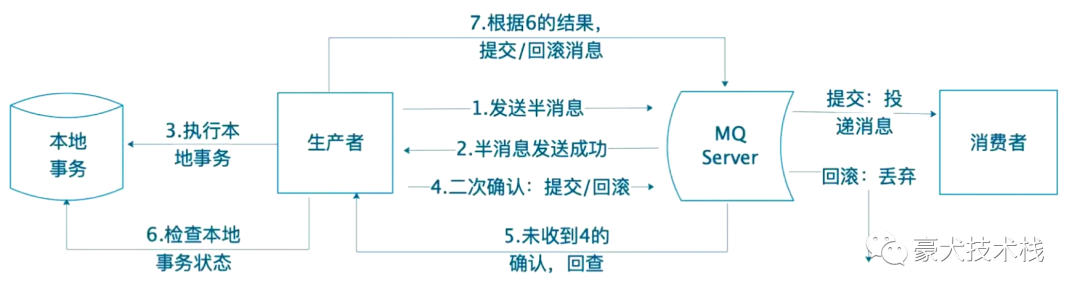 7.根据6的结果，
提交/回滚消息
本地
事务
3.执行本
地事务
生产者
1.发送半消息
2.半消息发送成功
4.二次确认：提交/回滚
MQ
Server
提交：投
递消息
消费者
回滚：丢弃
6.检查本地
事务状态
5.未收到4的
确认，回查
豪犬技术栈